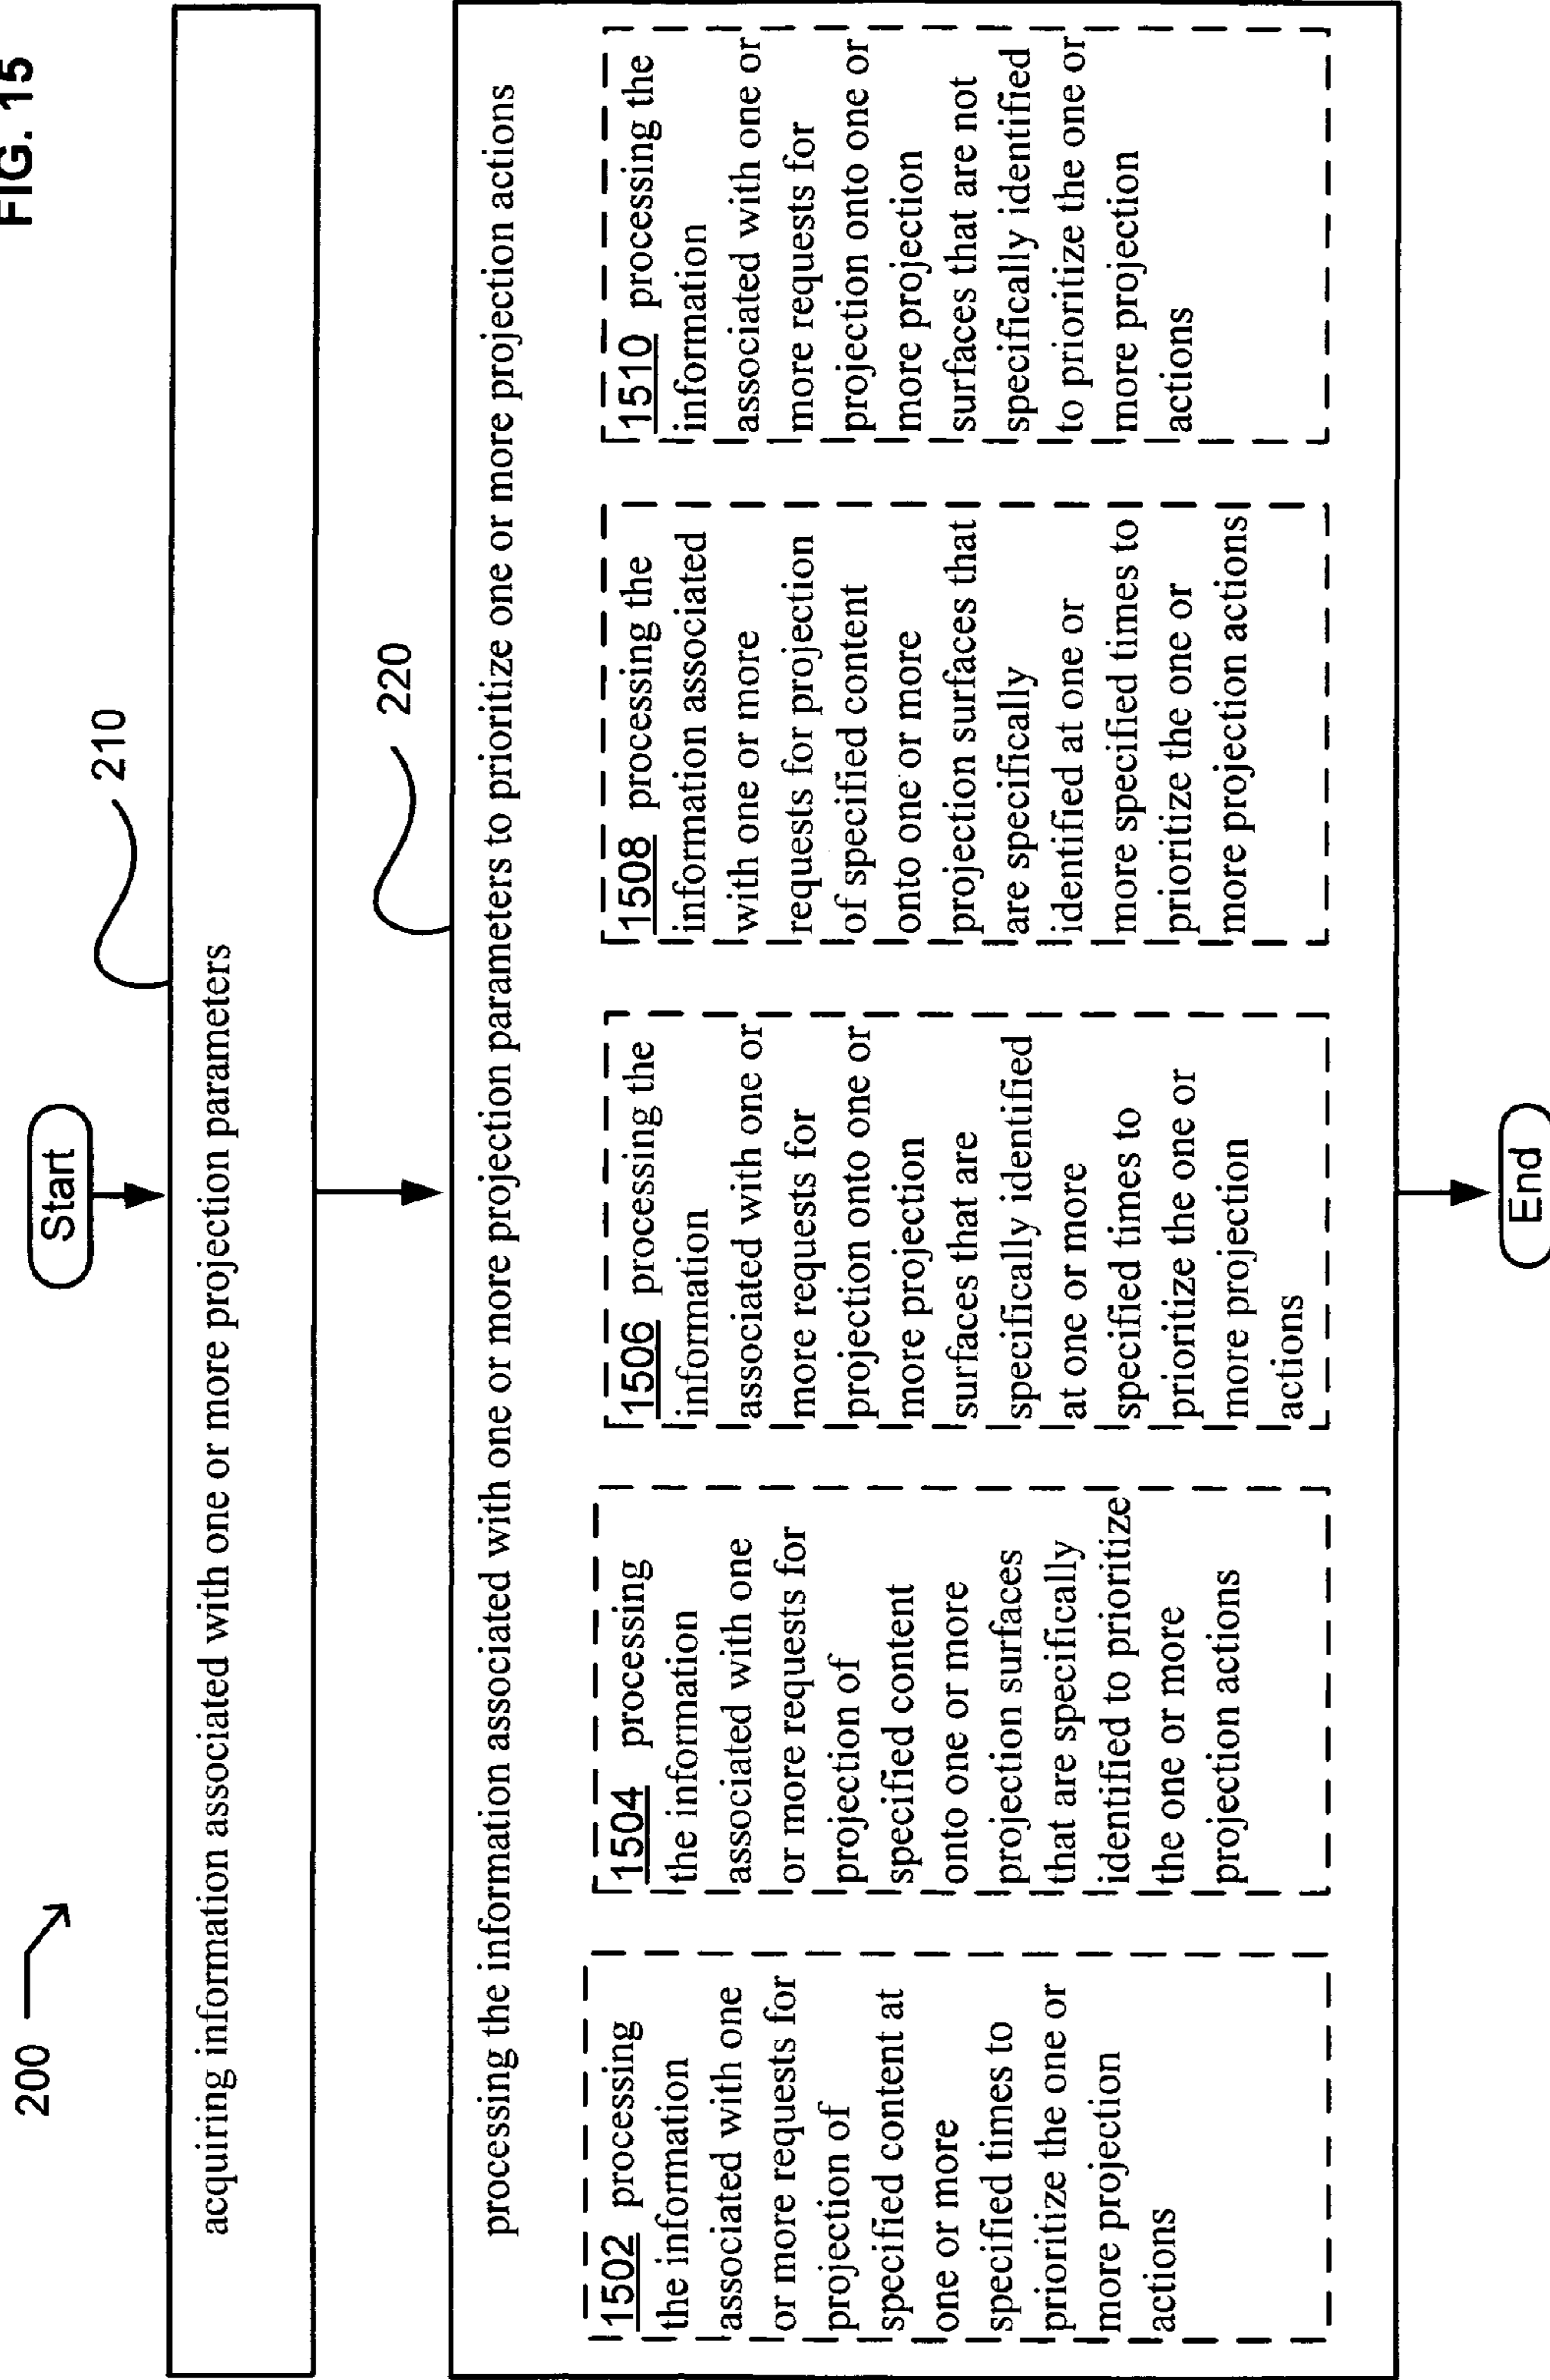 FIG. 15
200
Start
210
acquiring information associated with one or more projection parameters
220
processing the information associated with one or more projection parameters to prioritize one or more projection actions
1502 processing
the information
associated with one
or more requests for
projection of
specified content at
one or more
specified times to
prioritize the one or
more projection
actions
1504 processing
the information
associated with one
or more requests for
projection of
specified content
onto one or more
projection surfaces
that are specifically
identified to prioritize
the one or more
projection actions
1506 processing the
information
associated with one or
more requests for
projection onto one or
more projection
surfaces that are
specifically identified
at one or more
specified times to
prioritize the one or
more projection
actions
1508 processing the
information associated
with one or more
requests for projection
of specified content
onto one or more
projection surfaces that
are specifically
identified at one or
more specified times to
prioritize the one or
more projection actions
1510 processing the
information
associated with one or
more requests for
projection onto one or
more projection
surfaces that are not
specifically identified
to prioritize the one or
more projection
actions
End